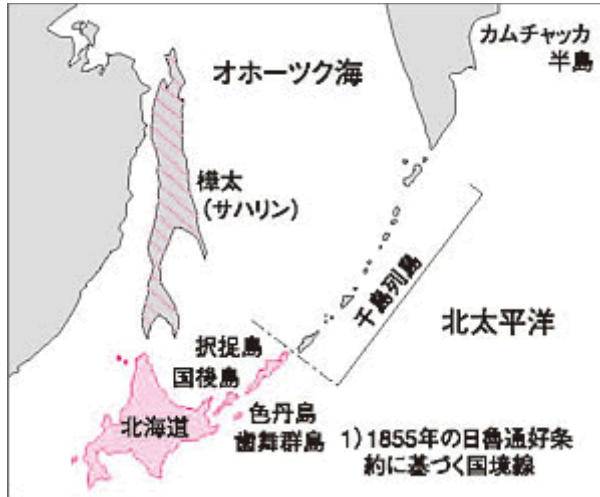 カムチャッカ
半島
オホーツク海
樺太
(サハリン)
千島列島
北太平洋
択捉島
国後島
色丹島
歯舞群島
北海道
1)1855年の日魯通好条
約に基づく国境線